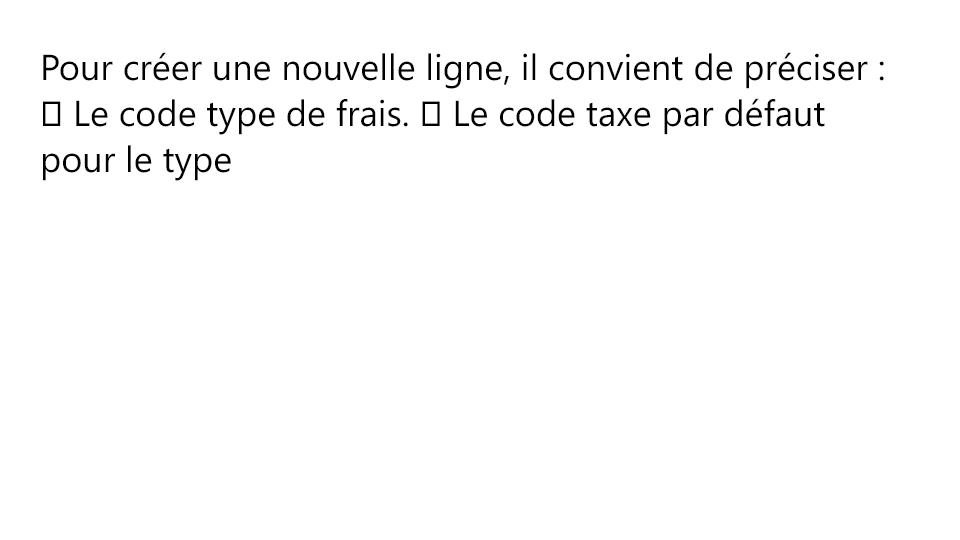 Pour créer une nouvelle ligne, il convient de préciser :
 Le code type de frais.  Le code taxe par défaut
pour le type